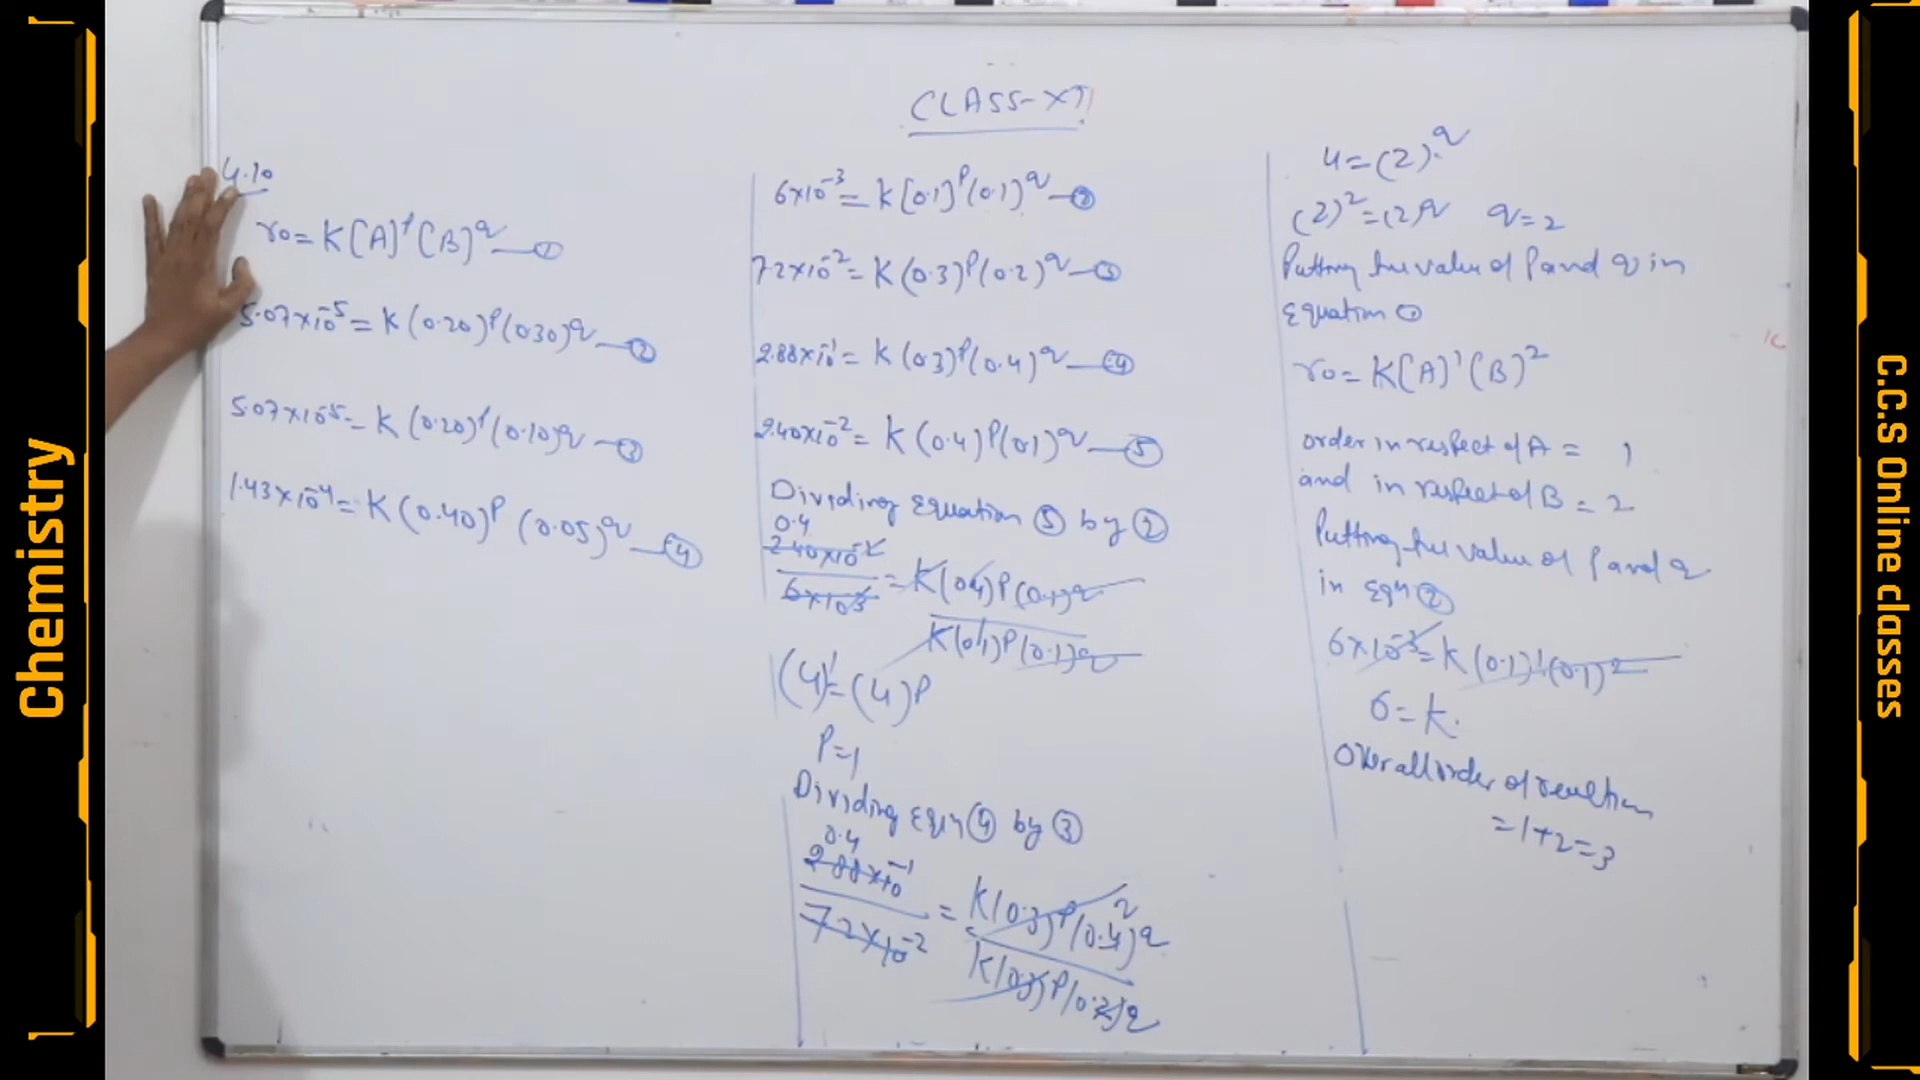 Chemistry
CLASS-XII
4.10
r0 = K[A]^p (B]^q —①
5.07×10^-5 = K(0.20)^p(0.30)^q —②
5.07×10^-5 = K(0.20)^p(0.10)^q —③
1.43×10^-4 = K(0.40)^p (0.05)^q —④
6×10^-3 = K[0.1)^p(0.1)^q —②
7.2×10^-2 = K(0.3)^p(0.2)^q —③
2.88×10^-1 = K(0.3)^p(0.4)^q —④
2.40×10^-2 = K(0.4)^p(0.1)^q —⑤
Dividing Equation ⑤ by ②
0.4
2.40×10^-2 / 6×10^-3 = K(0.4)^p(0.1)^q / K(0.1)^p(0.1)^q
(4)^1 = (4)^p
P=1
Dividing Eqn ④ by ③
0.4
2.88×10^-1 / 7.2×10^-2 = K(0.3)^p(0.4)^q / K(0.3)^p(0.2)^q
2
4=(2)^q
(2)^2=(2)^q q=2
Putting the value of P and q in
Equation ①
r0 = K[A]^1(B)^2
order in respect of A = 1
and in respect of B = 2
Putting the value of P and q
in Eqn ②
6×10^-3 = K(0.1)^1(0.1)^2
6=K.
Overall order of reaction
=1+2=3
C.C.S Online classes